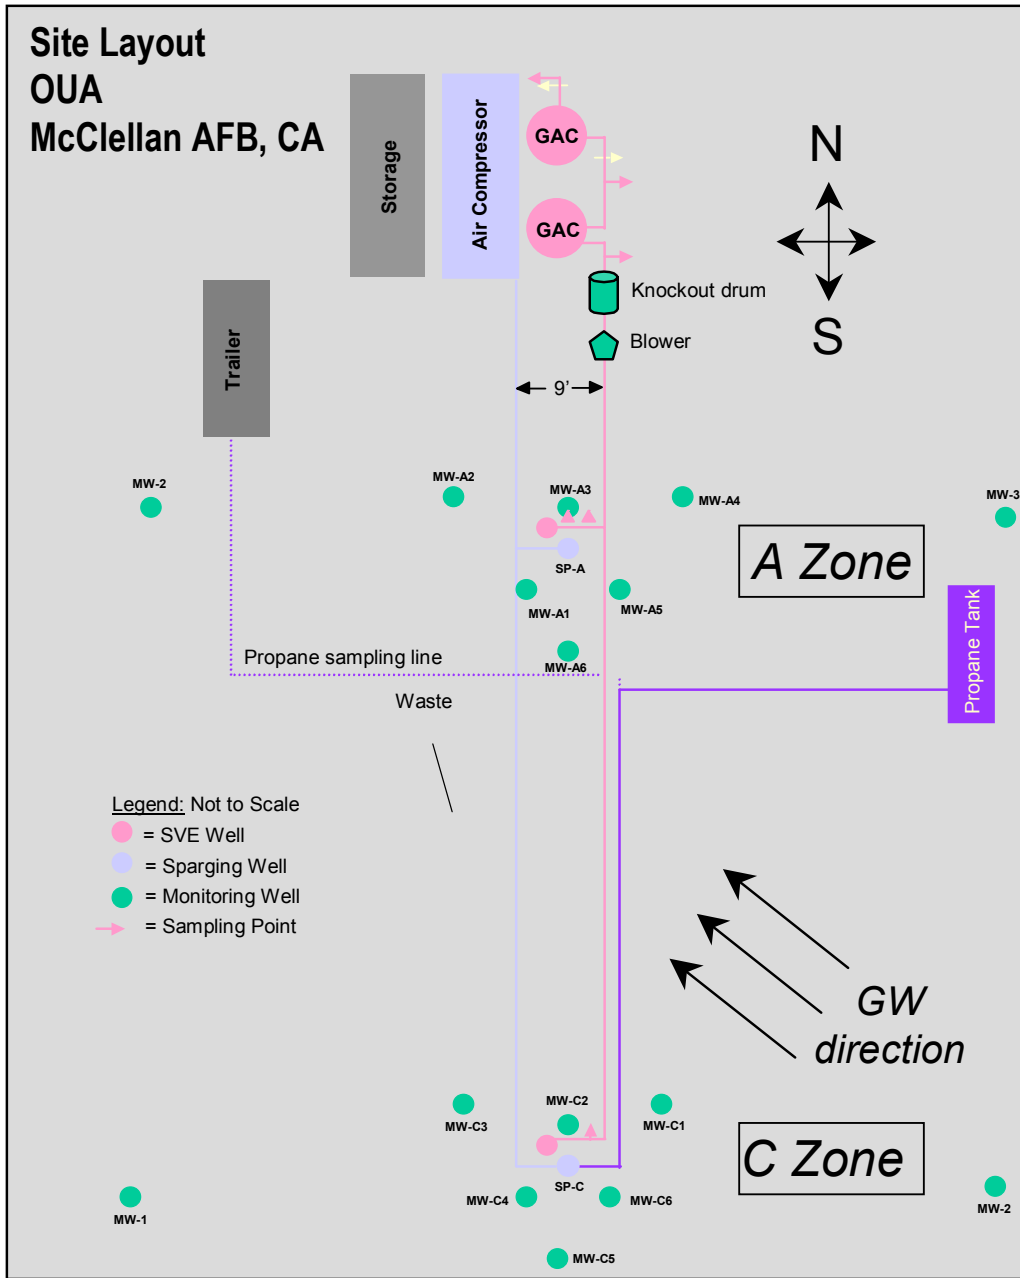 Site Layout
OUA
McClellan AFB, CA
Storage
Air Compressor
GAC
GAC
N
S
Knockout drum
Blower
Trailer
9’
MW-2
MW-A2
MW-A3
MW-A4
MW-3
SP-A
A Zone
MW-A1
MW-A5
MW-A6
Propane Tank
Propane sampling line
Waste
Legend: Not to Scale
= SVE Well
= Sparging Well
= Monitoring Well
= Sampling Point
GW
direction
MW-C3
MW-C2
MW-C1
C Zone
SP-C
MW-C4
MW-C6
MW-1
MW-2
MW-C5